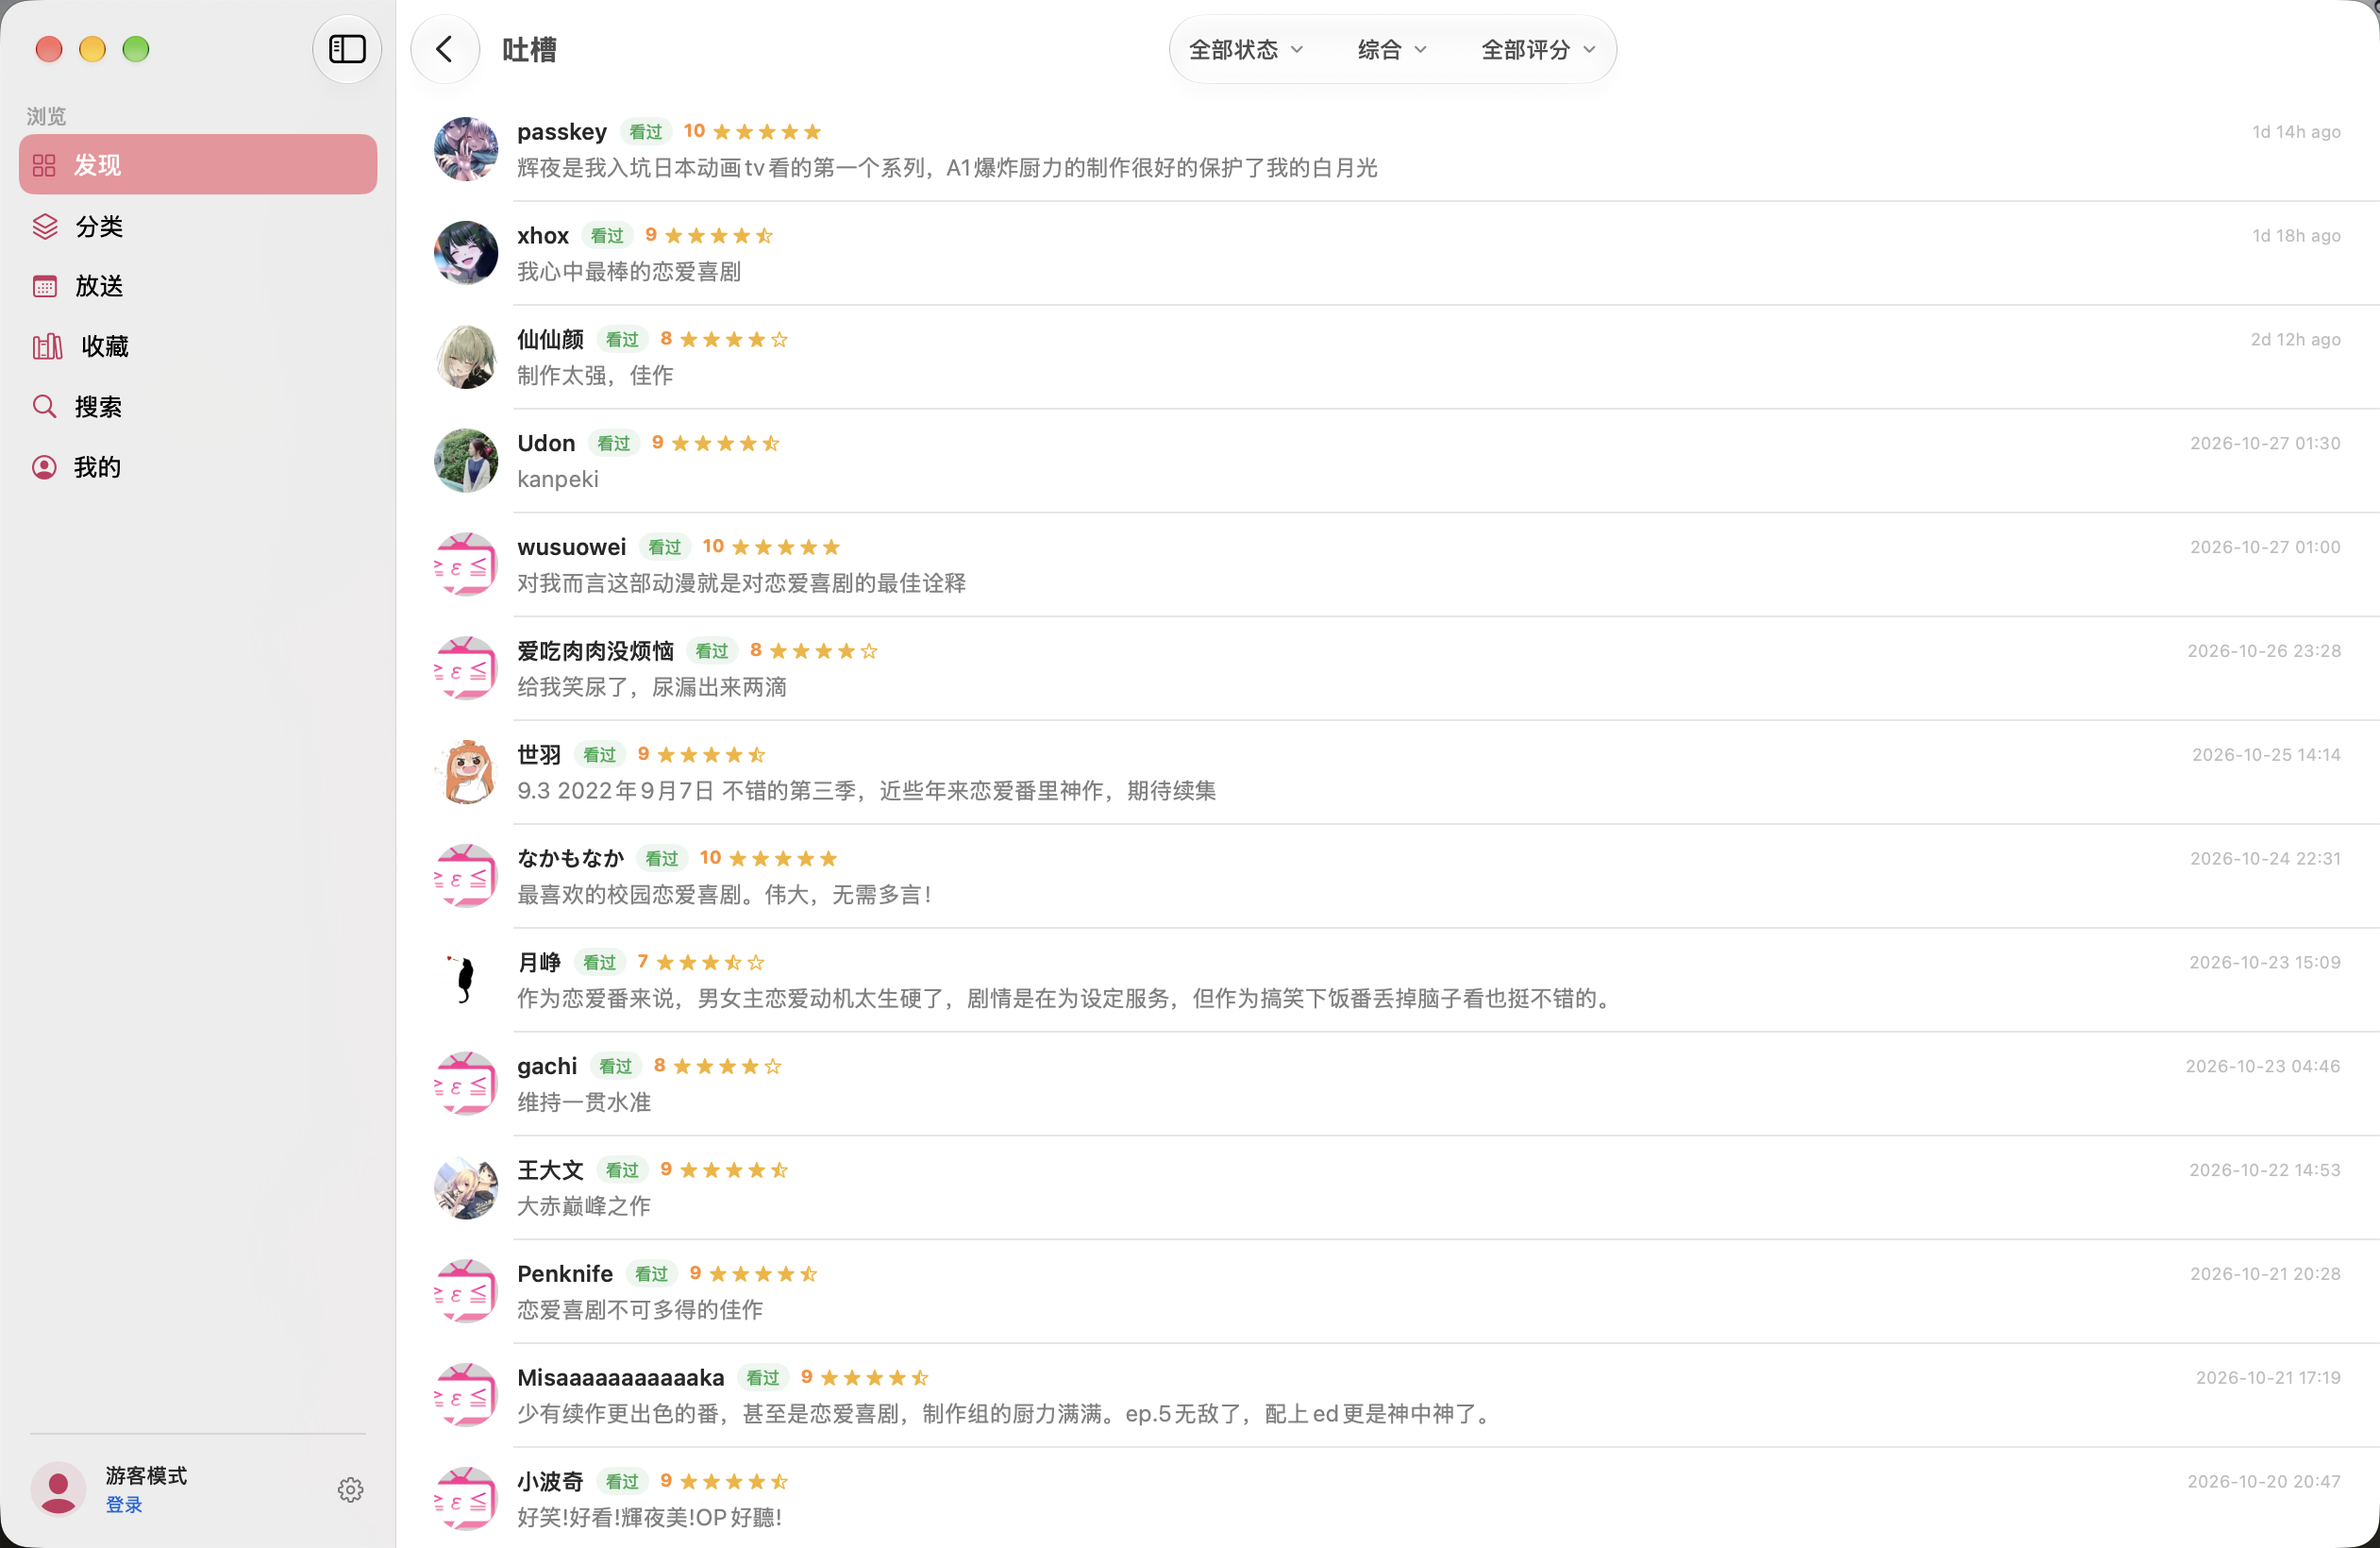 浏览
发现
分类
放送
收藏
搜索
我的
游客模式
登录
吐槽
全部状态 综合 全部评分
passkey 看过 10 1d 14h ago
辉夜是我入坑日本动画tv看的第一个系列，A1爆炸厨力的制作很好的保护了我的白月光
xhox 看过 9 1d 18h ago
我心中最棒的恋爱喜剧
仙仙颜 看过 8 2d 12h ago
制作太强，佳作
Udon 看过 9 2026-10-27 01:30
kanpeki
wusuowei 看过 10 2026-10-27 01:00
对我而言这部动漫就是对恋爱喜剧的最佳诠释
爱吃肉肉没烦恼 看过 8 2026-10-26 23:28
给我笑尿了，尿漏出来两滴
世羽 看过 9 2026-10-25 14:14
9.3 2022年9月7日 不错的第三季，近些年来恋爱番里神作，期待续集
なかもなか 看过 10 2026-10-24 22:31
最喜欢的校园恋爱喜剧。伟大，无需多言！
月峥 看过 7 2026-10-23 15:09
作为恋爱番来说，男女主恋爱动机太生硬了，剧情是在为设定服务，但作为搞笑下饭番丢掉脑子看也挺不错的。
gachi 看过 8 2026-10-23 04:46
维持一贯水准
王大文 看过 9 2026-10-22 14:53
大赤巅峰之作
Penknife 看过 9 2026-10-21 20:28
恋爱喜剧不可多得的佳作
Misaaaaaaaaaaaka 看过 9 2026-10-21 17:19
少有续作更出色的番，甚至是恋爱喜剧，制作组的厨力满满。ep.5无敌了，配上ed更是神中神了。
小波奇 看过 9 2026-10-20 20:47
好笑!好看!輝夜美!OP好聽!